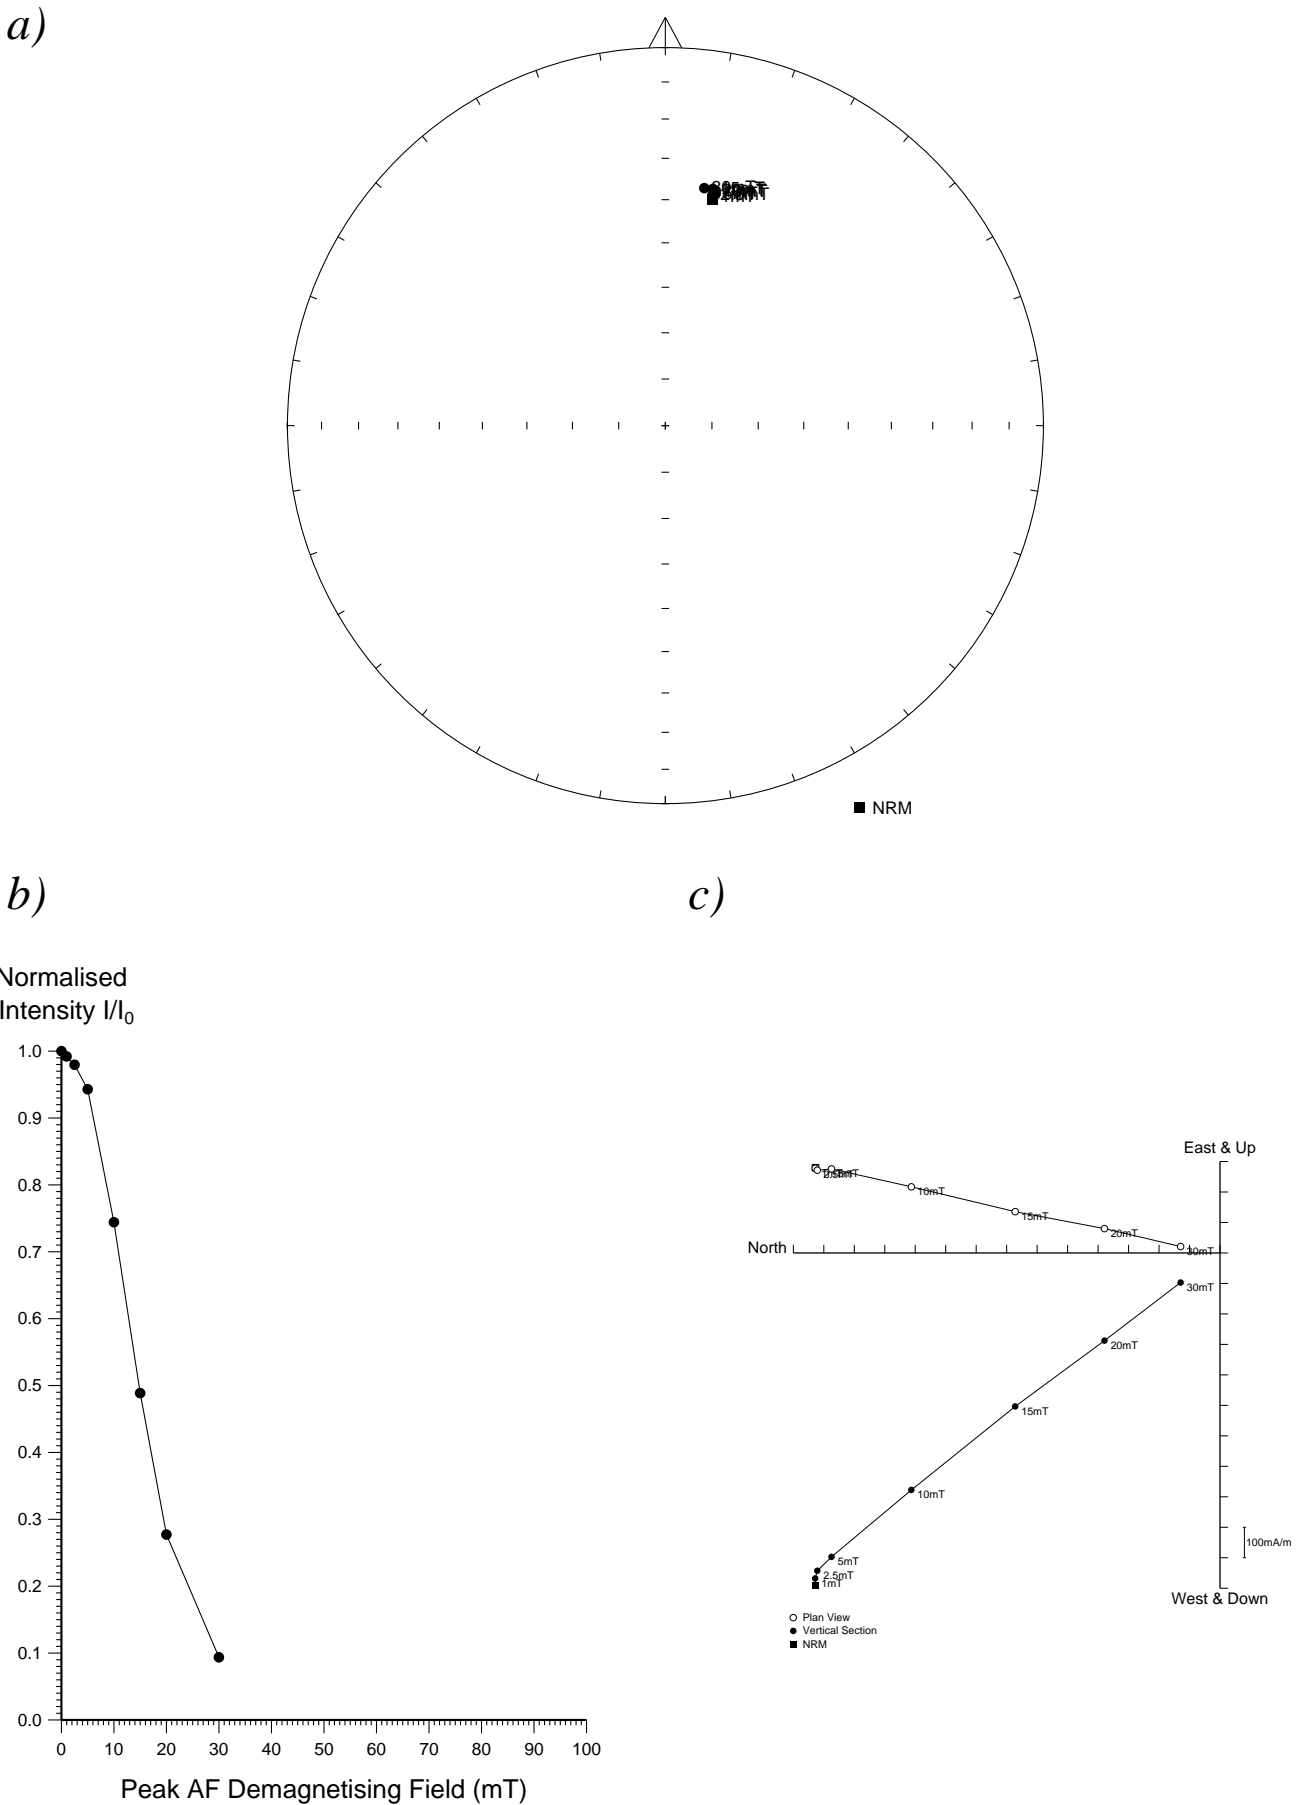 a)
NRM
b)
c)
Normalised
Intensity I/I0
1.0
0.9
0.8
0.7
0.6
0.5
0.4
0.3
0.2
0.1
0.0
0 10 20 30 40 50 60 70 80 90 100
Peak AF Demagnetising Field (mT)
East & Up
10mT
15mT
20mT
30mT
North
30mT
20mT
15mT
10mT
5mT
2.5mT
1mT
100mA/m
West & Down
Plan View
Vertical Section
NRM